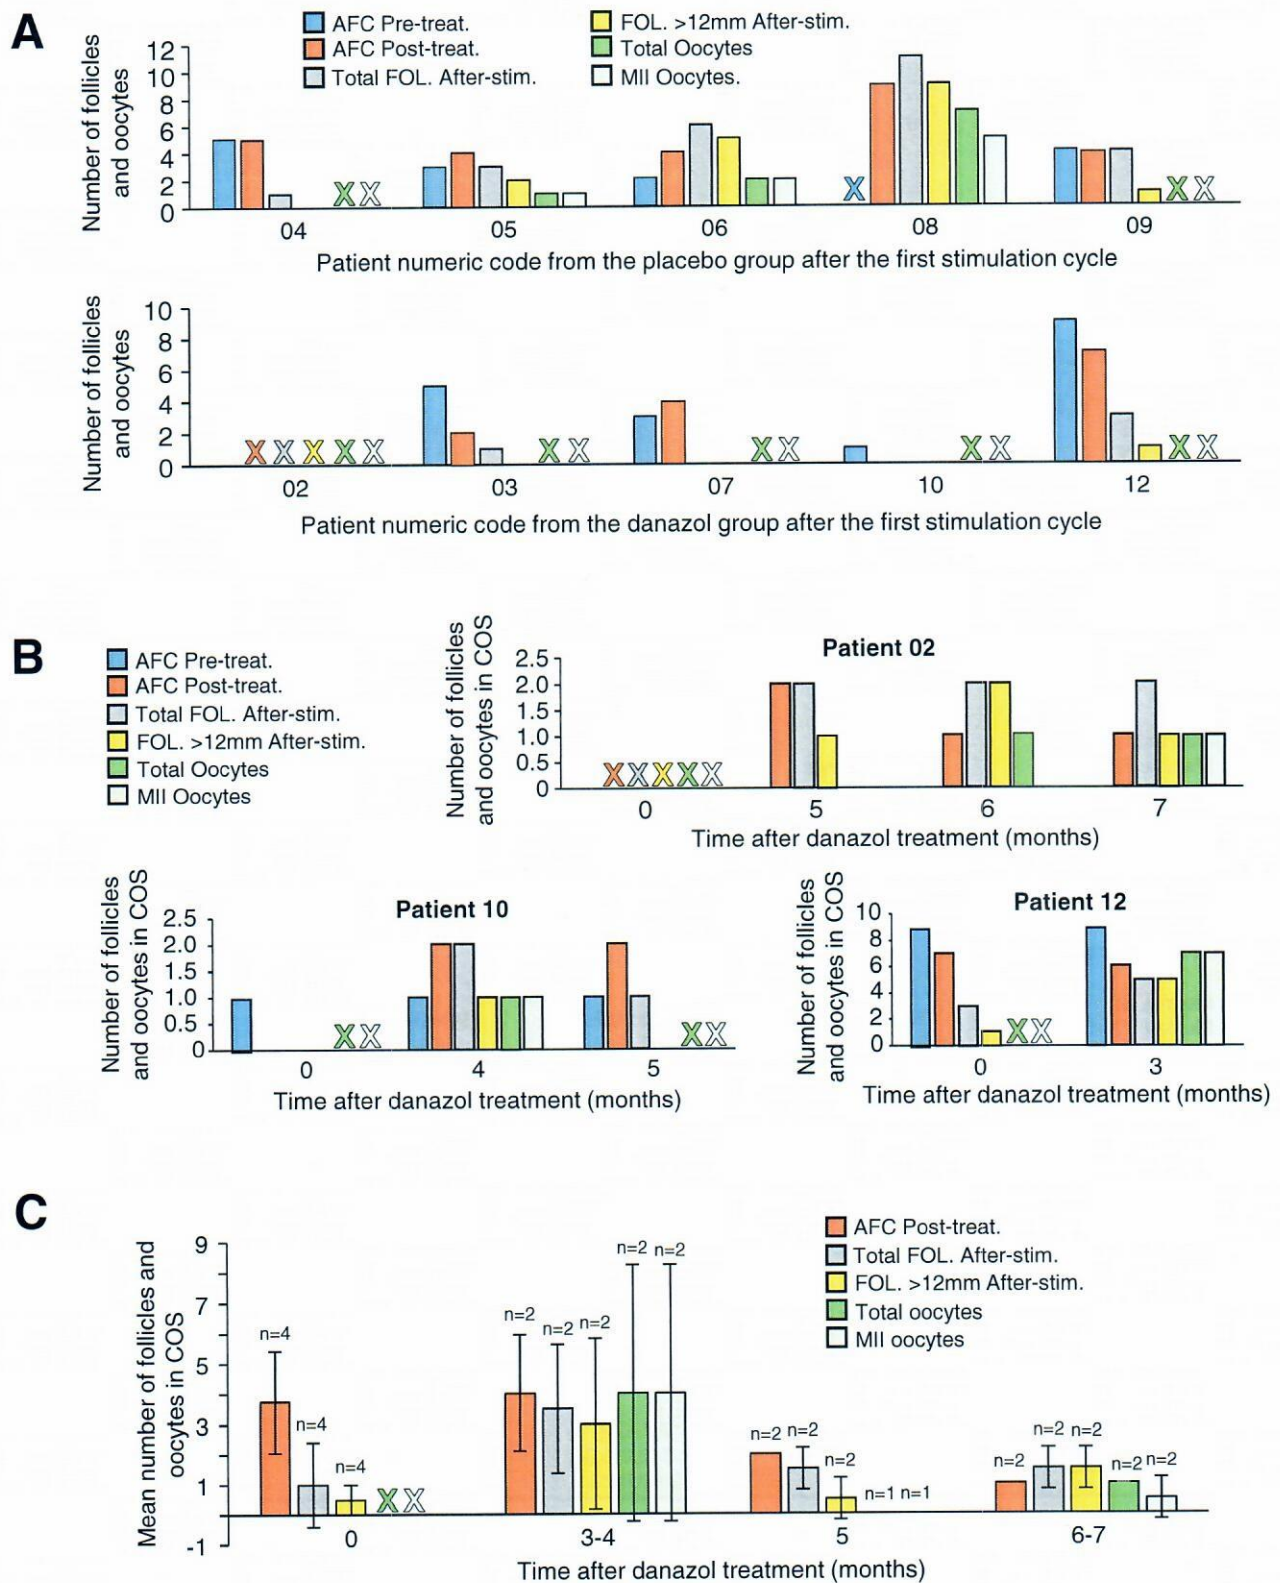 A
AFC Pre-treat.
AFC Post-treat.
Total FOL. After-stim.
FOL. >12mm After-stim.
Total Oocytes
MII Oocytes.
Number of follicles
and oocytes
12
10
8
6
4
2
0
X X
X
X X
04 05 06 08 09
Patient numeric code from the placebo group after the first stimulation cycle
Number of follicles
and oocytes
10
8
6
4
2
0
X X X X X
X X
X X
X X
X X
02 03 07 10 12
Patient numeric code from the danazol group after the first stimulation cycle
B
AFC Pre-treat.
AFC Post-treat.
Total FOL. After-stim.
FOL. >12mm After-stim.
Total Oocytes
MII Oocytes
Patient 02
Number of follicles
and oocytes in COS
2.5
2.0
1.5
1.0
0.5
0
X X X X X
0 5 6 7
Time after danazol treatment (months)
Patient 10
Number of follicles
and oocytes in COS
2.5
2.0
1.5
1.0
0.5
0
X X
X X
0 4 5
Time after danazol treatment (months)
Patient 12
Number of follicles
and oocytes in COS
10
8
6
4
2
0
X X
0 3
Time after danazol treatment (months)
C
AFC Post-treat.
Total FOL. After-stim.
FOL. >12mm After-stim.
Total oocytes
MII oocytes
Mean number of follicles and
oocytes in COS
9
7
5
3
1
-1
n=4
n=4
n=4
X X
n=2
n=2
n=2
n=2
n=2
n=2
n=2
n=2
n=1 n=1
n=2
n=2
n=2
n=2
n=2
0 3-4 5 6-7
Time after danazol treatment (months)